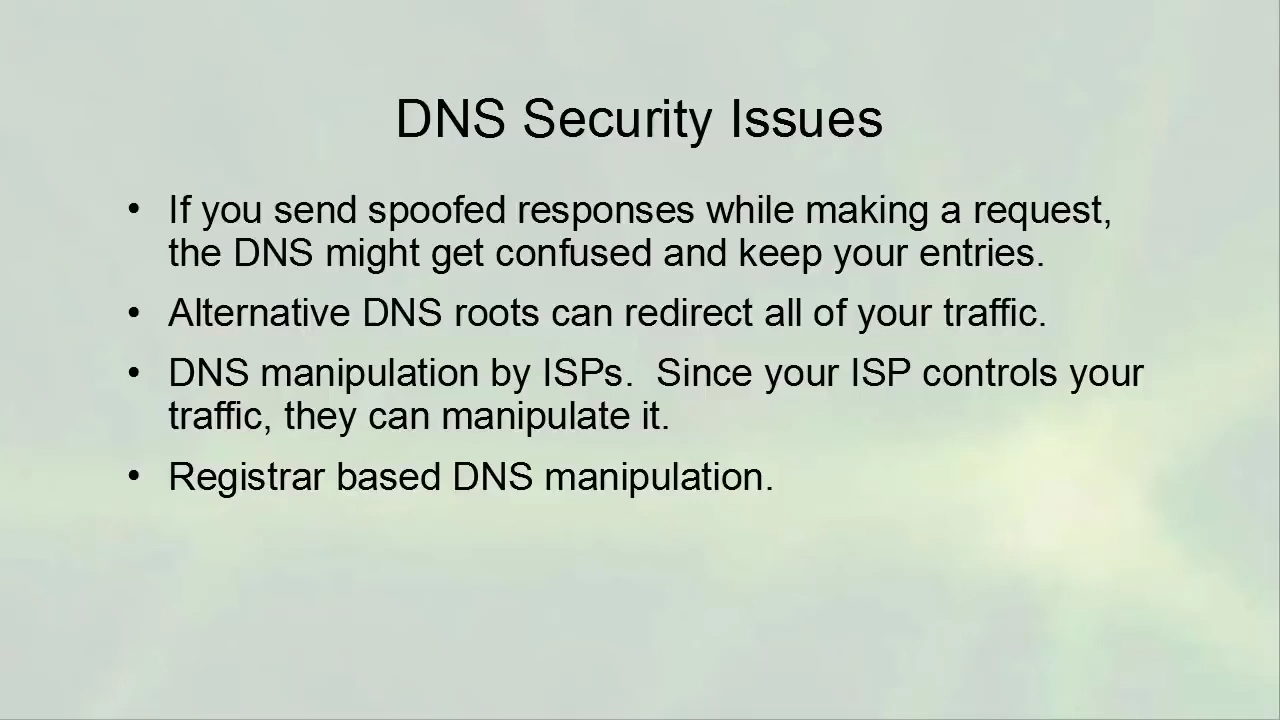 DNS Security Issues
• If you send spoofed responses while making a request,
the DNS might get confused and keep your entries.
• Alternative DNS roots can redirect all of your traffic.
• DNS manipulation by ISPs.  Since your ISP controls your
traffic, they can manipulate it.
• Registrar based DNS manipulation.